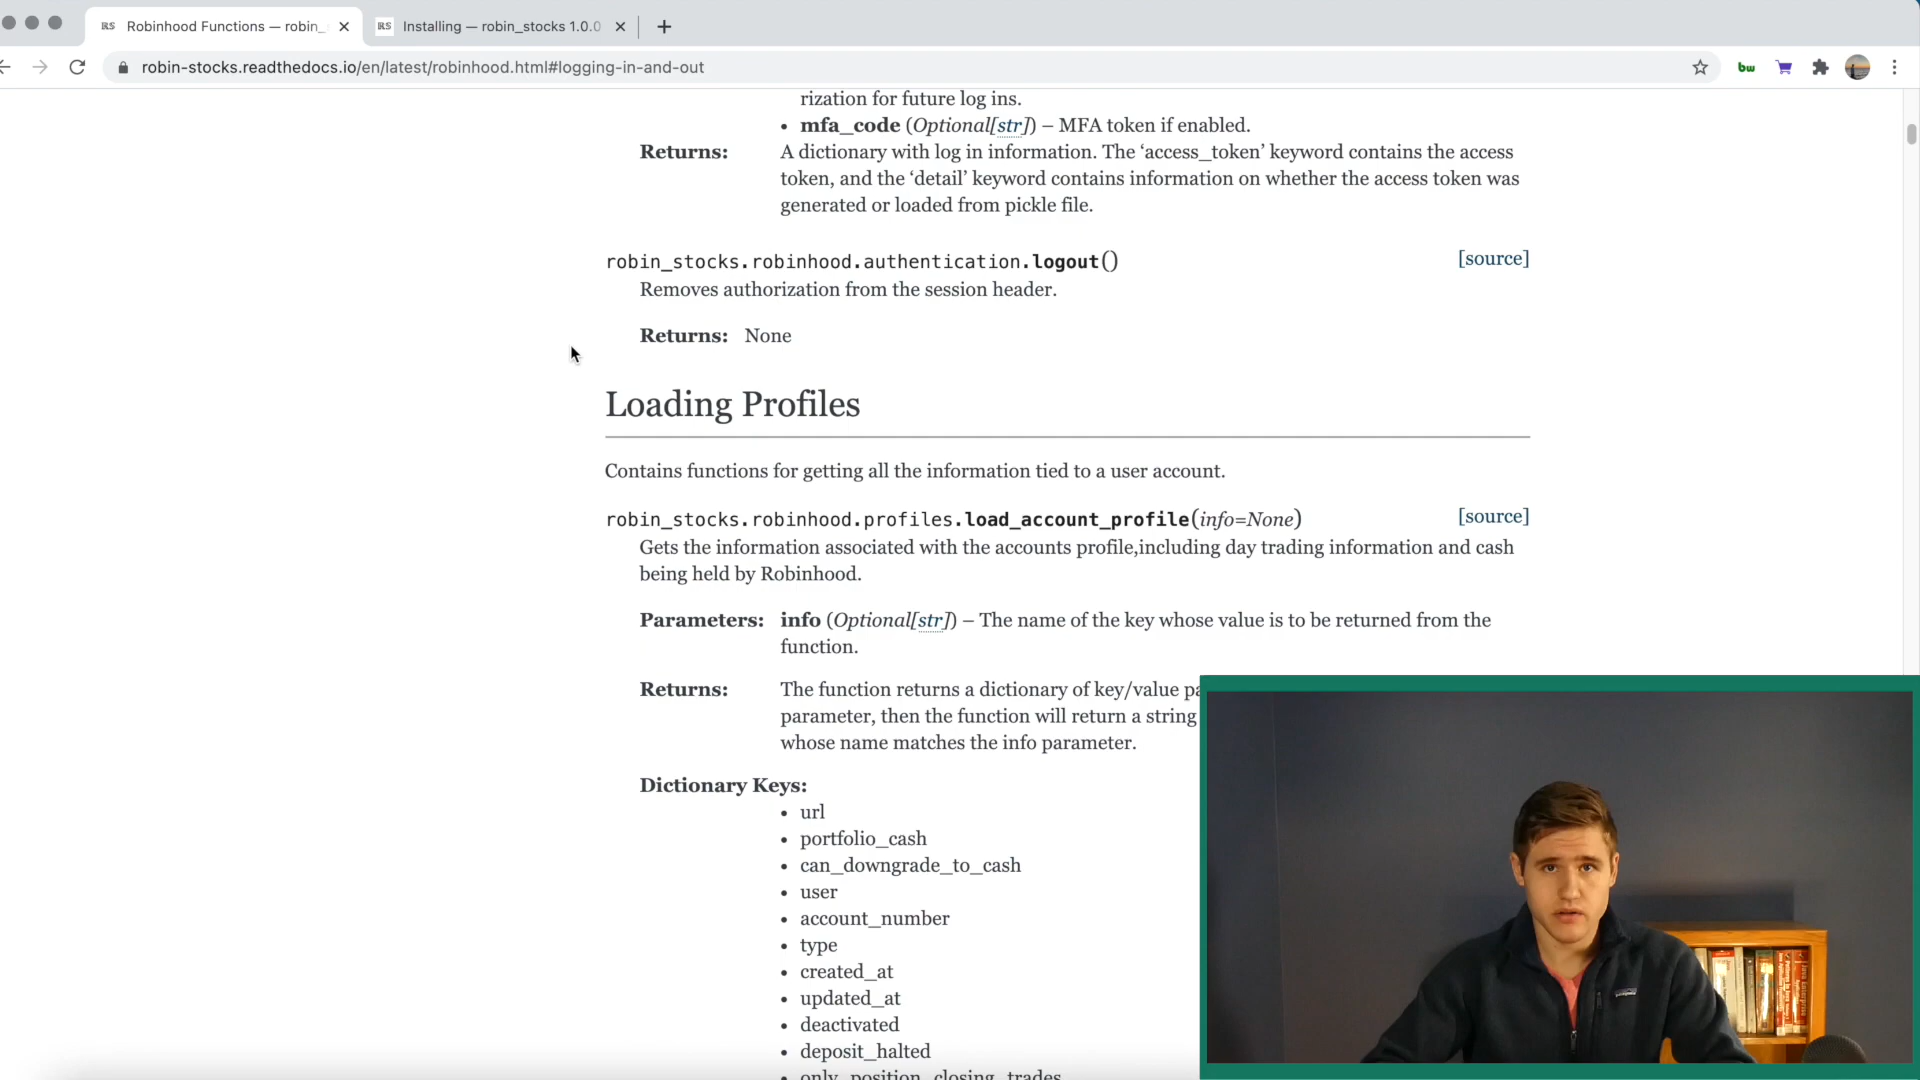 Robinhood Functions — robin_
Installing — robin_stocks 1.0.0
robin-stocks.readthedocs.io/en/latest/robinhood.html#logging-in-and-out
bw
rization for future log ins.
• mfa_code (Optional[str]) – MFA token if enabled.
Returns: A dictionary with log in information. The ‘access_token’ keyword contains the access
token, and the ‘detail’ keyword contains information on whether the access token was
generated or loaded from pickle file.
robin_stocks.robinhood.authentication.logout() [source]
Removes authorization from the session header.
Returns: None
Loading Profiles
Contains functions for getting all the information tied to a user account.
robin_stocks.robinhood.profiles.load_account_profile(info=None) [source]
Gets the information associated with the accounts profile,including day trading information and cash
being held by Robinhood.
Parameters: info (Optional[str]) – The name of the key whose value is to be returned from the
function.
Returns: The function returns a dictionary of key/value pa
parameter, then the function will return a string
whose name matches the info parameter.
Dictionary Keys:
• url
• portfolio_cash
• can_downgrade_to_cash
• user
• account_number
• type
• created_at
• updated_at
• deactivated
• deposit_halted
• only_position_closing_trades